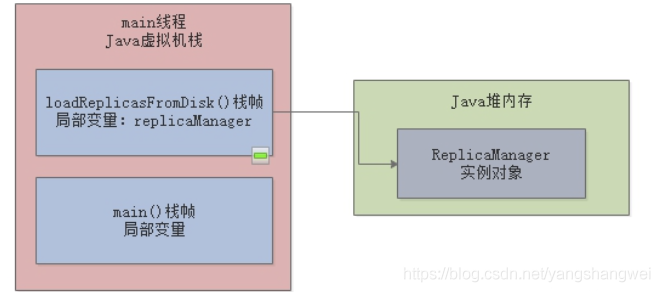 main线程
Java虚拟机栈
loadReplicasFromDisk()栈帧
局部变量：replicaManager
main()栈帧
局部变量
Java堆内存
ReplicaManager
实例对象
https://blog.csdn.net/yangshangwei